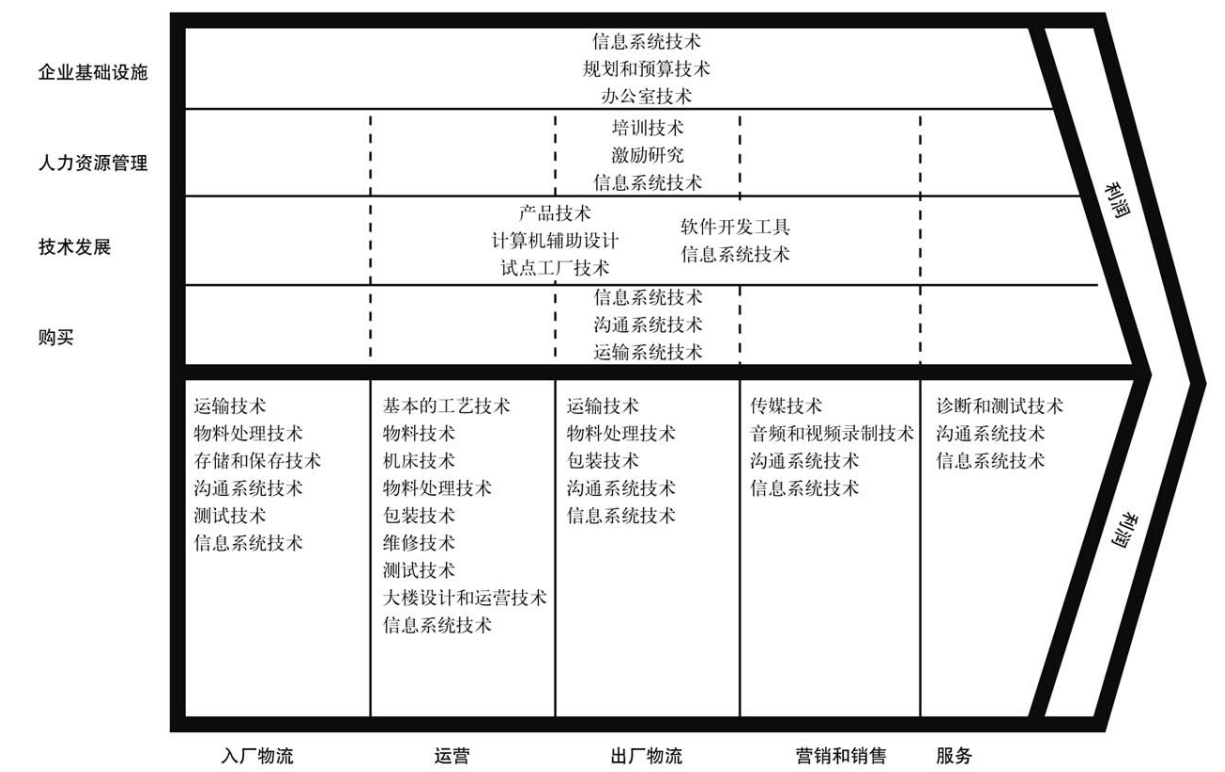 企业基础设施
信息系统技术
规划和预算技术
办公室技术
人力资源管理
培训技术
激励研究
信息系统技术
技术发展
产品技术
计算机辅助设计
试点工厂技术
软件开发工具
信息系统技术
购买
信息系统技术
沟通系统技术
运输系统技术
利润
运输技术
物料处理技术
存储和保存技术
沟通系统技术
测试技术
信息系统技术
基本的工艺技术
物料技术
机床技术
物料处理技术
包装技术
维修技术
测试技术
大楼设计和运营技术
信息系统技术
运输技术
物料处理技术
包装技术
沟通系统技术
信息系统技术
传媒技术
音频和视频录制技术
沟通系统技术
信息系统技术
诊断和测试技术
沟通系统技术
信息系统技术
利润
入厂物流
运营
出厂物流
营销和销售
服务